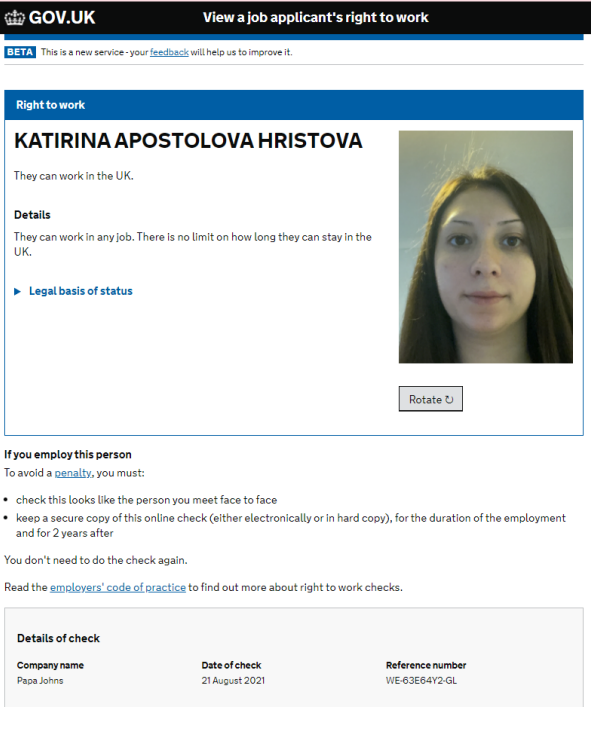 GOV.UK View a job applicant's right to work
BETA This is a new service - your feedback will help us to improve it.
Right to work
KATIRINA APOSTOLOVA HRISTOVA
They can work in the UK.
Details
They can work in any job. There is no limit on how long they can stay in the
UK.
Legal basis of status
Rotate
If you employ this person
To avoid a penalty, you must:
• check this looks like the person you meet face to face
• keep a secure copy of this online check (either electronically or in hard copy), for the duration of the employment
and for 2 years after
You don't need to do the check again.
Read the employers' code of practice to find out more about right to work checks.
Details of check
Company name Date of check Reference number
Papa Johns 21 August 2021 WE-63E64Y2-GL